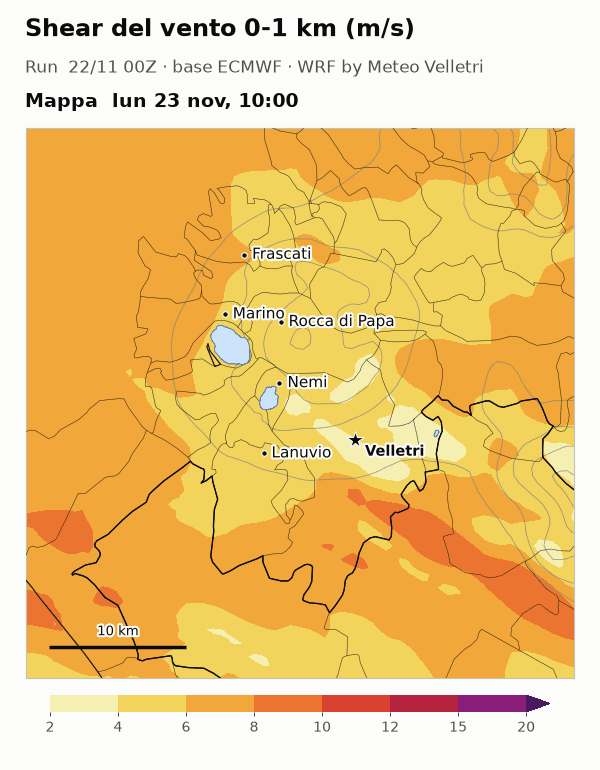 Shear del vento 0-1 km (m/s)
Run  22/11 00Z · base ECMWF · WRF by Meteo Velletri
Mappa  lun 23 nov, 10:00
Frascati
Marino
Rocca di Papa
Nemi
Velletri
Lanuvio
10 km
2 4 6 8 10 12 15 20